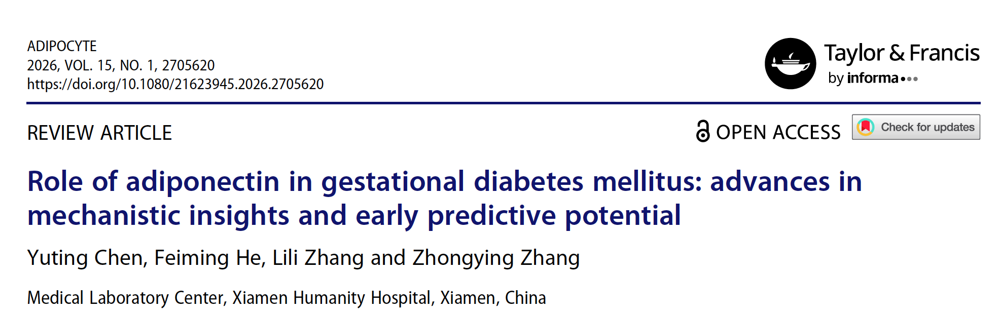 ADIPOCYTE
2026, VOL. 15, NO. 1, 2705620
https://doi.org/10.1080/21623945.2026.2705620
Taylor & Francis
by informa
REVIEW ARTICLE
OPEN ACCESS
Check for updates
Role of adiponectin in gestational diabetes mellitus: advances in
mechanistic insights and early predictive potential
Yuting Chen, Feiming He, Lili Zhang and Zhongying Zhang
Medical Laboratory Center, Xiamen Humanity Hospital, Xiamen, China